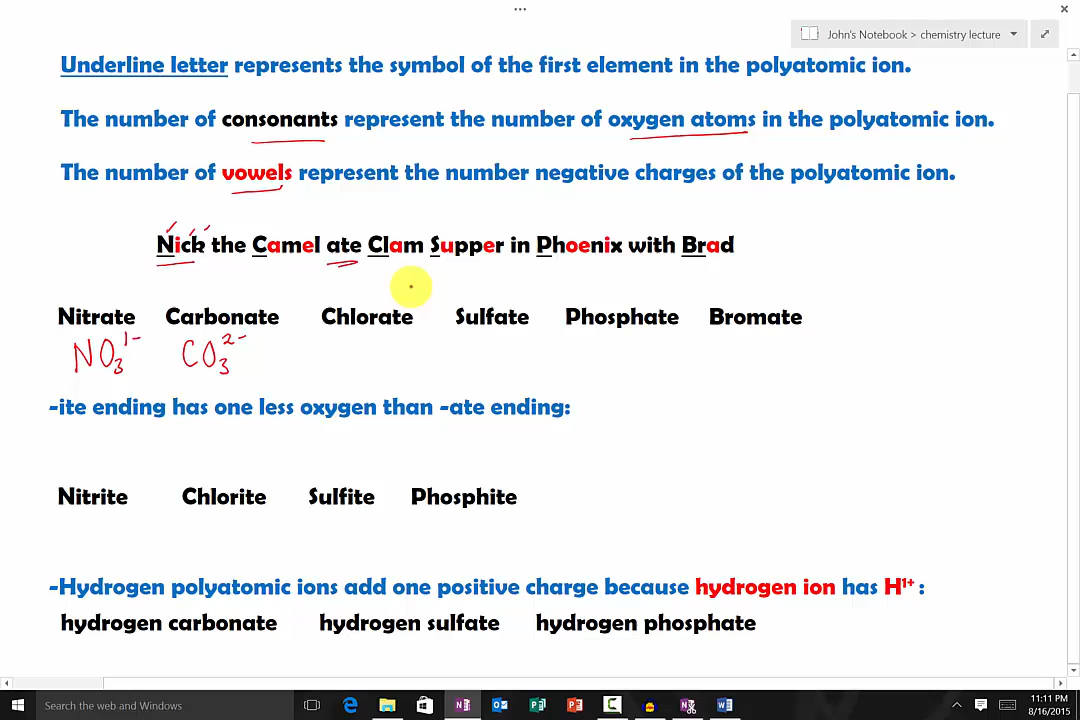 John's Notebook > chemistry lecture
Underline letter represents the symbol of the first element in the polyatomic ion.
The number of consonants represent the number of oxygen atoms in the polyatomic ion.
The number of vowels represent the number negative charges of the polyatomic ion.
Nick the Camel ate Clam Supper in Phoenix with Brad
Nitrate Carbonate Chlorate Sulfate Phosphate Bromate
NO₃¹⁻ CO₃²⁻
-ite ending has one less oxygen than -ate ending:
Nitrite Chlorite Sulfite Phosphite
-Hydrogen polyatomic ions add one positive charge because hydrogen ion has H¹⁺:
hydrogen carbonate hydrogen sulfate hydrogen phosphate
Search the web and Windows
11:11 PM
8/16/2015